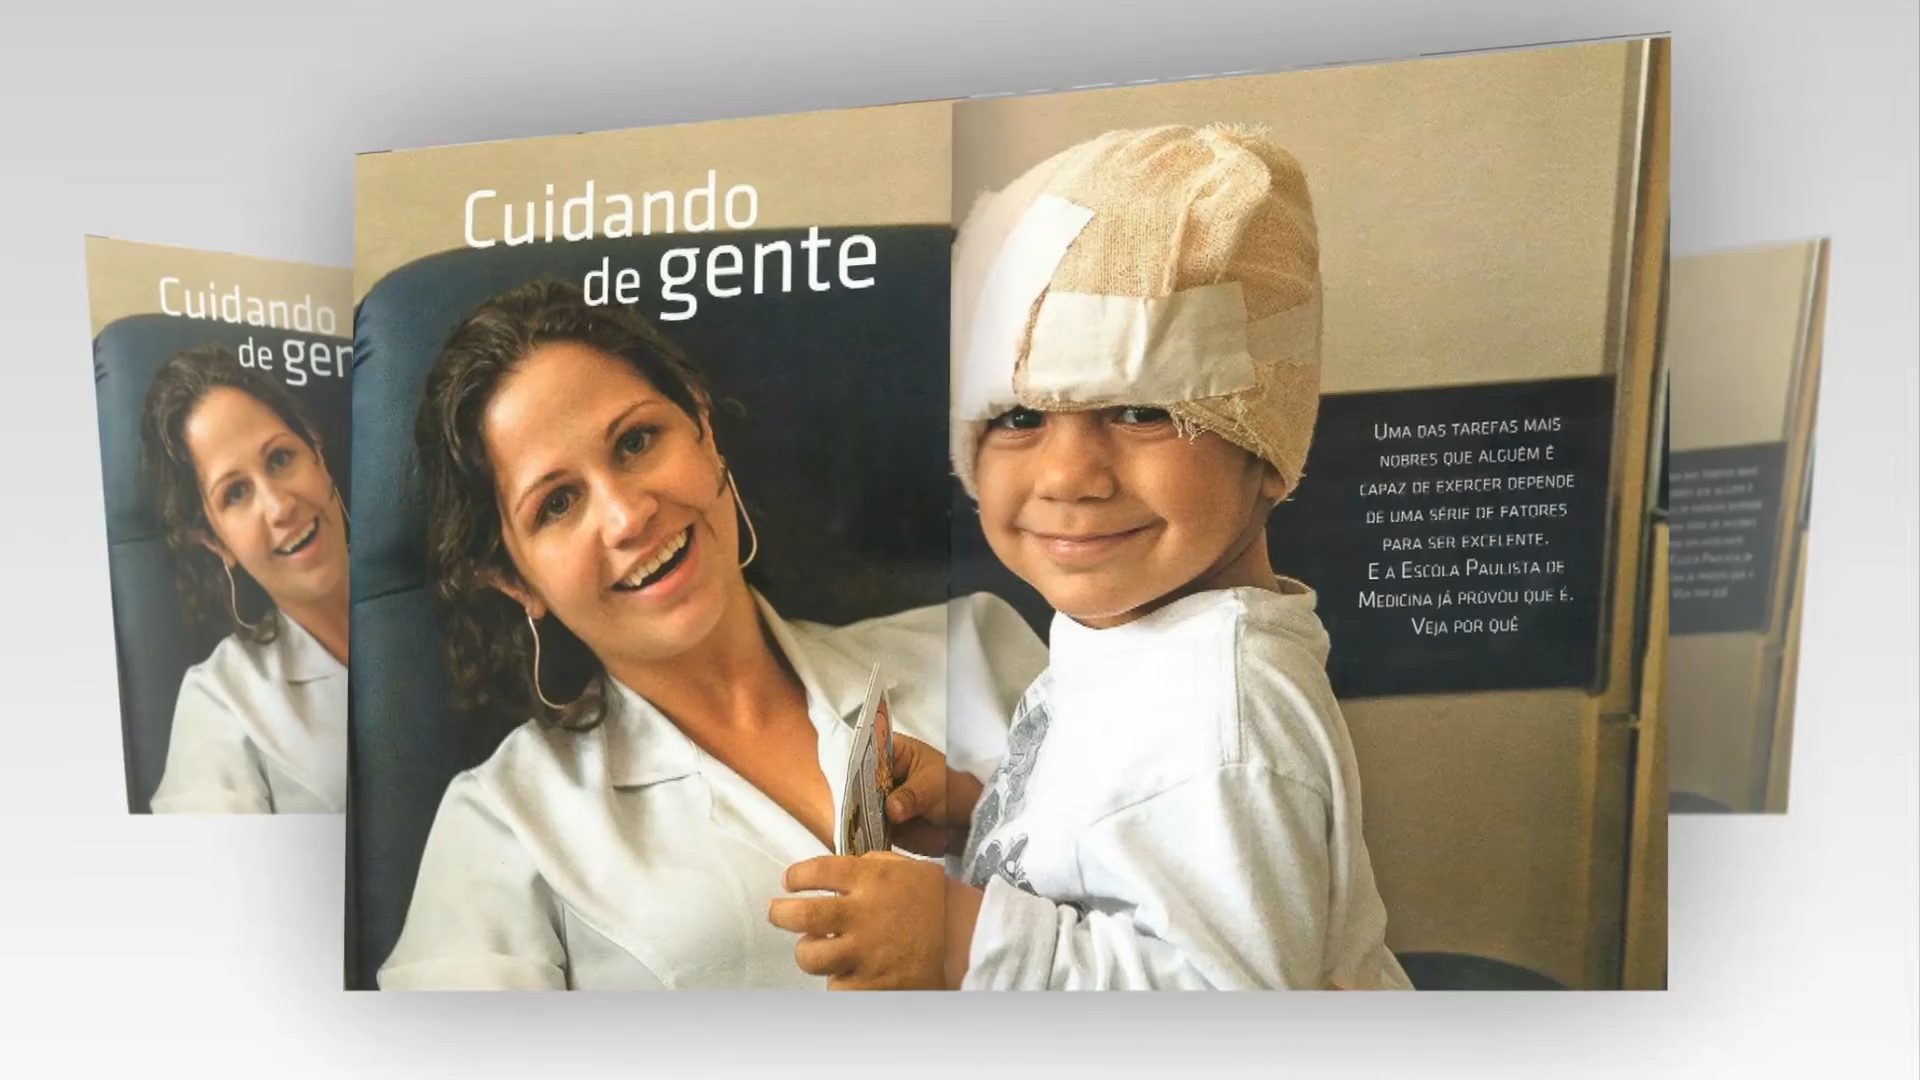 Cuidando
de gente
UMA DAS TAREFAS MAIS
NOBRES QUE ALGUÉM É
CAPAZ DE EXERCER DEPENDE
DE UMA SÉRIE DE FATORES
PARA SER EXCELENTE.
E A ESCOLA PAULISTA DE
MEDICINA JÁ PROVOU QUE É.
VEJA POR QUÊ
Cuidando
de gen